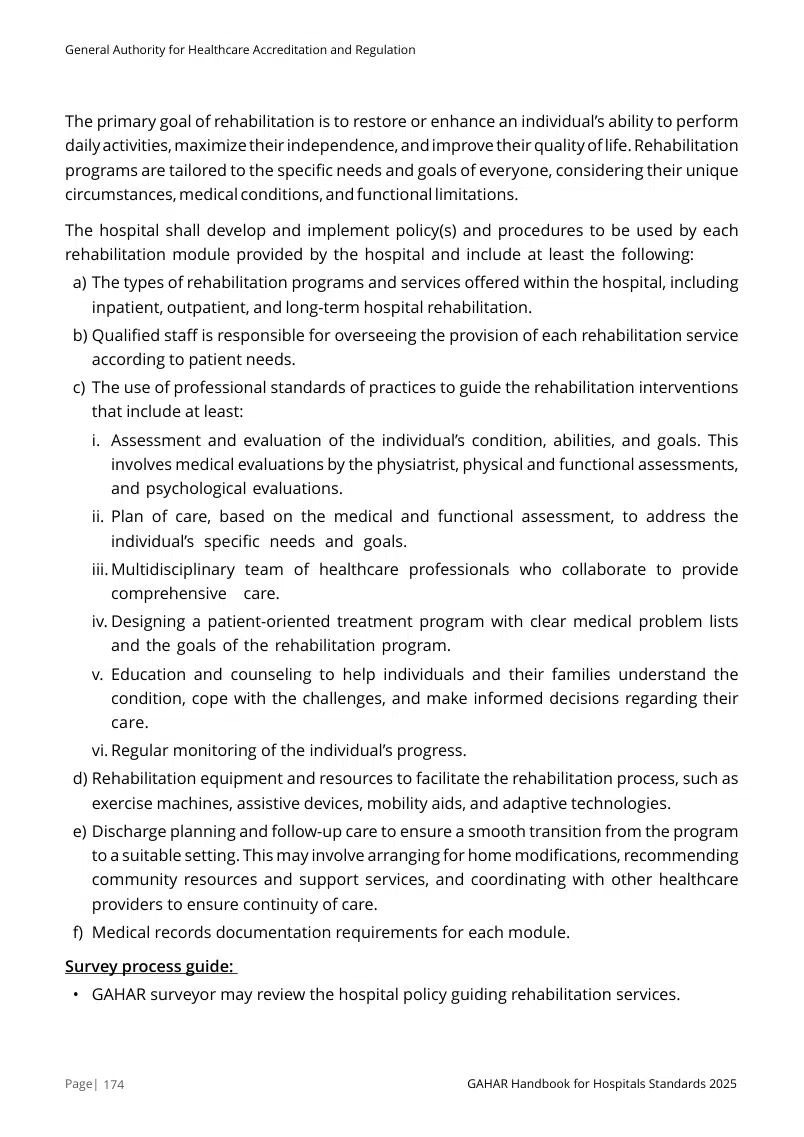 General Authority for Healthcare Accreditation and Regulation
The primary goal of rehabilitation is to restore or enhance an individual’s ability to perform
daily activities, maximize their independence, and improve their quality of life. Rehabilitation
programs are tailored to the specific needs and goals of everyone, considering their unique
circumstances, medical conditions, and functional limitations.
The hospital shall develop and implement policy(s) and procedures to be used by each
rehabilitation module provided by the hospital and include at least the following:
a) The types of rehabilitation programs and services offered within the hospital, including
inpatient, outpatient, and long-term hospital rehabilitation.
b) Qualified staff is responsible for overseeing the provision of each rehabilitation service
according to patient needs.
c) The use of professional standards of practices to guide the rehabilitation interventions
that include at least:
i. Assessment and evaluation of the individual’s condition, abilities, and goals. This
involves medical evaluations by the physiatrist, physical and functional assessments,
and psychological evaluations.
ii. Plan of care, based on the medical and functional assessment, to address the
individual’s specific needs and goals.
iii. Multidisciplinary team of healthcare professionals who collaborate to provide
comprehensive care.
iv. Designing a patient-oriented treatment program with clear medical problem lists
and the goals of the rehabilitation program.
v. Education and counseling to help individuals and their families understand the
condition, cope with the challenges, and make informed decisions regarding their
care.
vi. Regular monitoring of the individual’s progress.
d) Rehabilitation equipment and resources to facilitate the rehabilitation process, such as
exercise machines, assistive devices, mobility aids, and adaptive technologies.
e) Discharge planning and follow-up care to ensure a smooth transition from the program
to a suitable setting. This may involve arranging for home modifications, recommending
community resources and support services, and coordinating with other healthcare
providers to ensure continuity of care.
f) Medical records documentation requirements for each module.
Survey process guide:
• GAHAR surveyor may review the hospital policy guiding rehabilitation services.
Page| 174 GAHAR Handbook for Hospitals Standards 2025